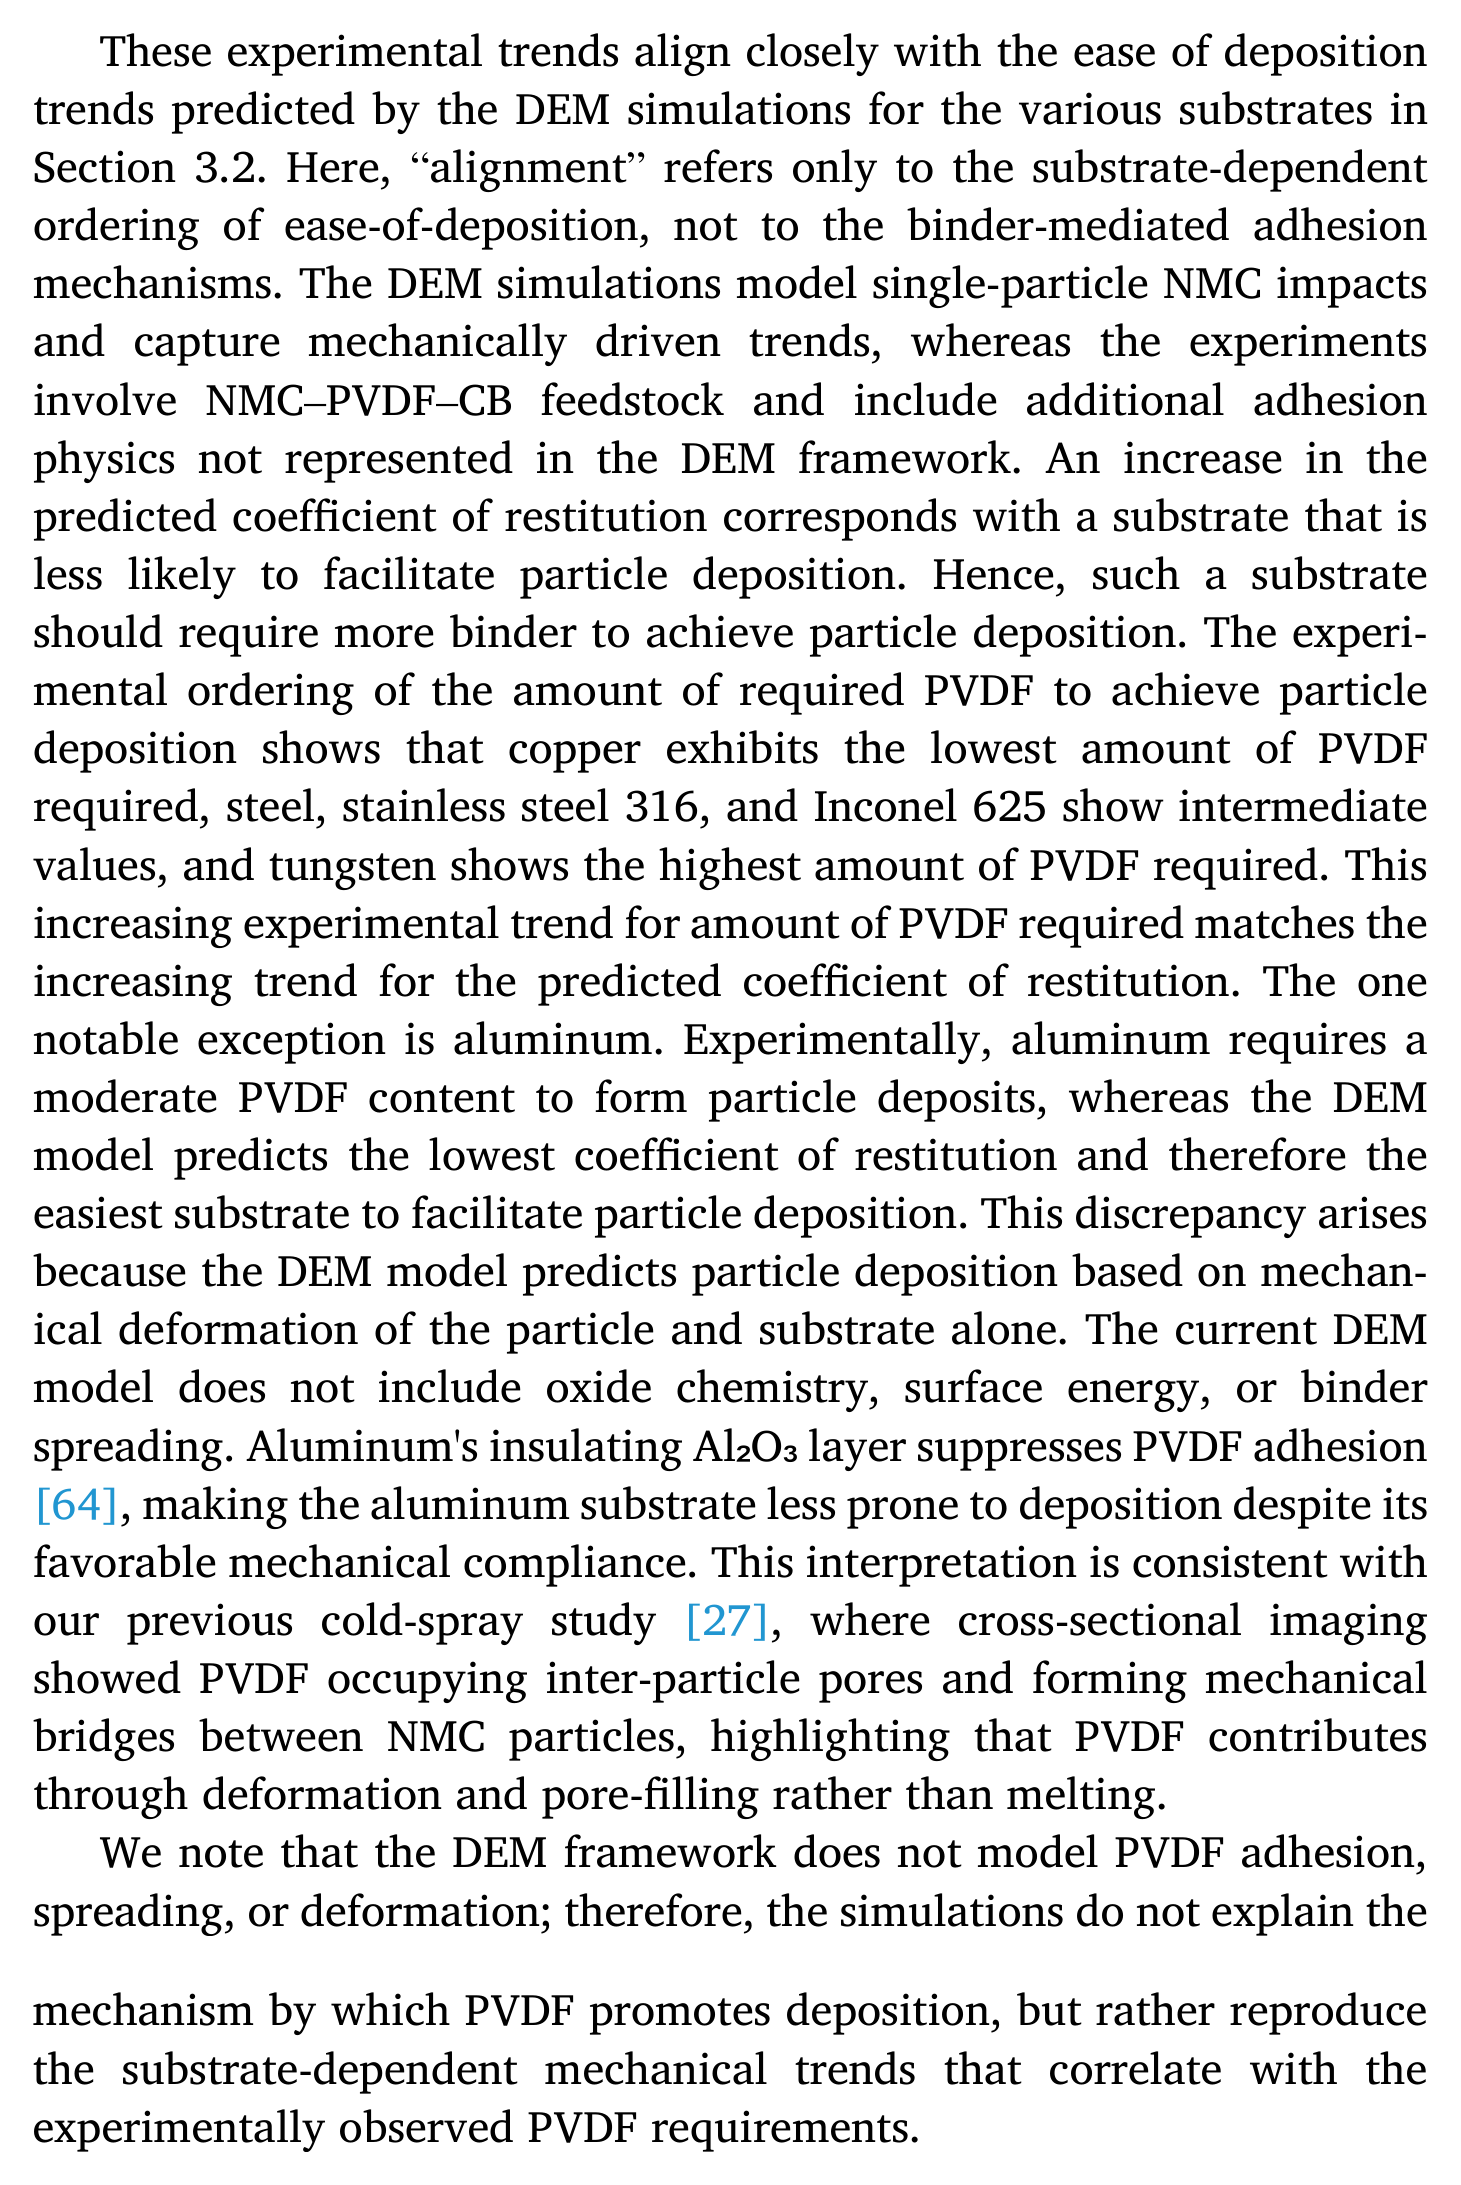 These experimental trends align closely with the ease of deposition
trends predicted by the DEM simulations for the various substrates in
Section 3.2. Here, “alignment” refers only to the substrate-dependent
ordering of ease-of-deposition, not to the binder-mediated adhesion
mechanisms. The DEM simulations model single-particle NMC impacts
and capture mechanically driven trends, whereas the experiments
involve NMC–PVDF–CB feedstock and include additional adhesion
physics not represented in the DEM framework. An increase in the
predicted coefficient of restitution corresponds with a substrate that is
less likely to facilitate particle deposition. Hence, such a substrate
should require more binder to achieve particle deposition. The experi-
mental ordering of the amount of required PVDF to achieve particle
deposition shows that copper exhibits the lowest amount of PVDF
required, steel, stainless steel 316, and Inconel 625 show intermediate
values, and tungsten shows the highest amount of PVDF required. This
increasing experimental trend for amount of PVDF required matches the
increasing trend for the predicted coefficient of restitution. The one
notable exception is aluminum. Experimentally, aluminum requires a
moderate PVDF content to form particle deposits, whereas the DEM
model predicts the lowest coefficient of restitution and therefore the
easiest substrate to facilitate particle deposition. This discrepancy arises
because the DEM model predicts particle deposition based on mechan-
ical deformation of the particle and substrate alone. The current DEM
model does not include oxide chemistry, surface energy, or binder
spreading. Aluminum's insulating Al₂O₃ layer suppresses PVDF adhesion
[64], making the aluminum substrate less prone to deposition despite its
favorable mechanical compliance. This interpretation is consistent with
our previous cold-spray study [27], where cross-sectional imaging
showed PVDF occupying inter-particle pores and forming mechanical
bridges between NMC particles, highlighting that PVDF contributes
through deformation and pore-filling rather than melting.
We note that the DEM framework does not model PVDF adhesion,
spreading, or deformation; therefore, the simulations do not explain the
mechanism by which PVDF promotes deposition, but rather reproduce
the substrate-dependent mechanical trends that correlate with the
experimentally observed PVDF requirements.